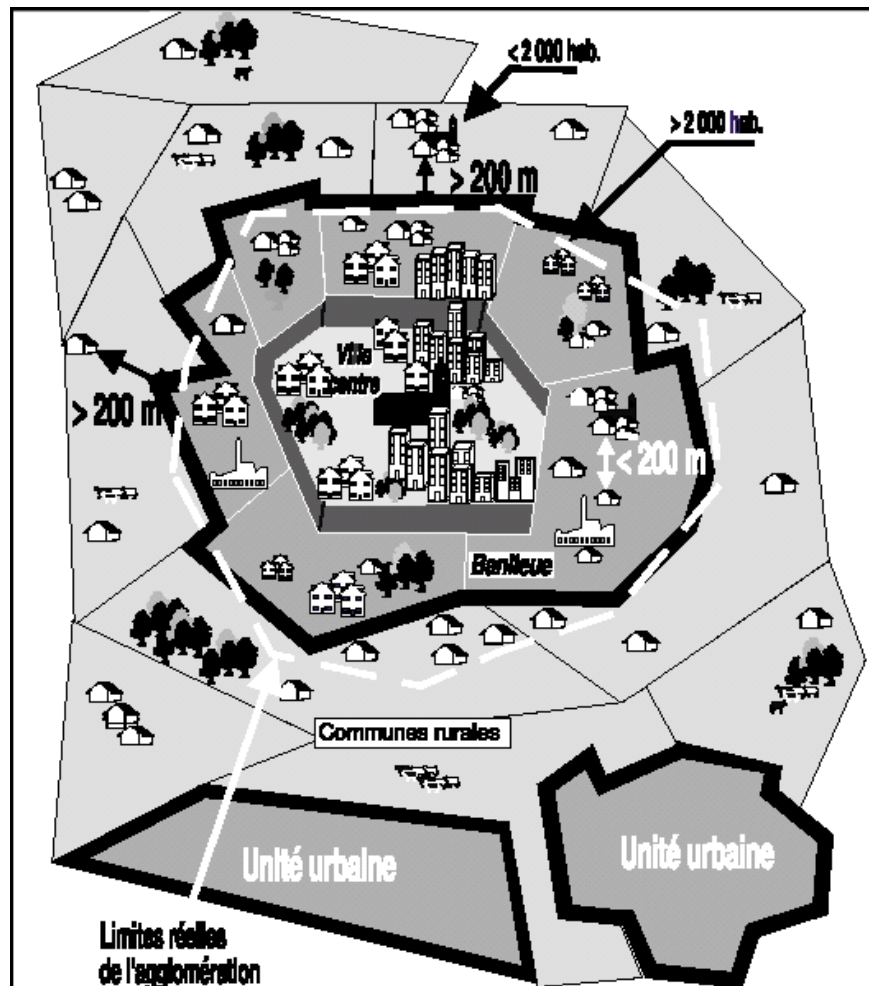 < 2 000 hab.
> 2 000 hab.
> 200 m
Ville
centre
> 200 m
< 200 m
Banlieue
Communes rurales
Unité urbaine
Unité urbaine
Limites réelles
de l'agglomération